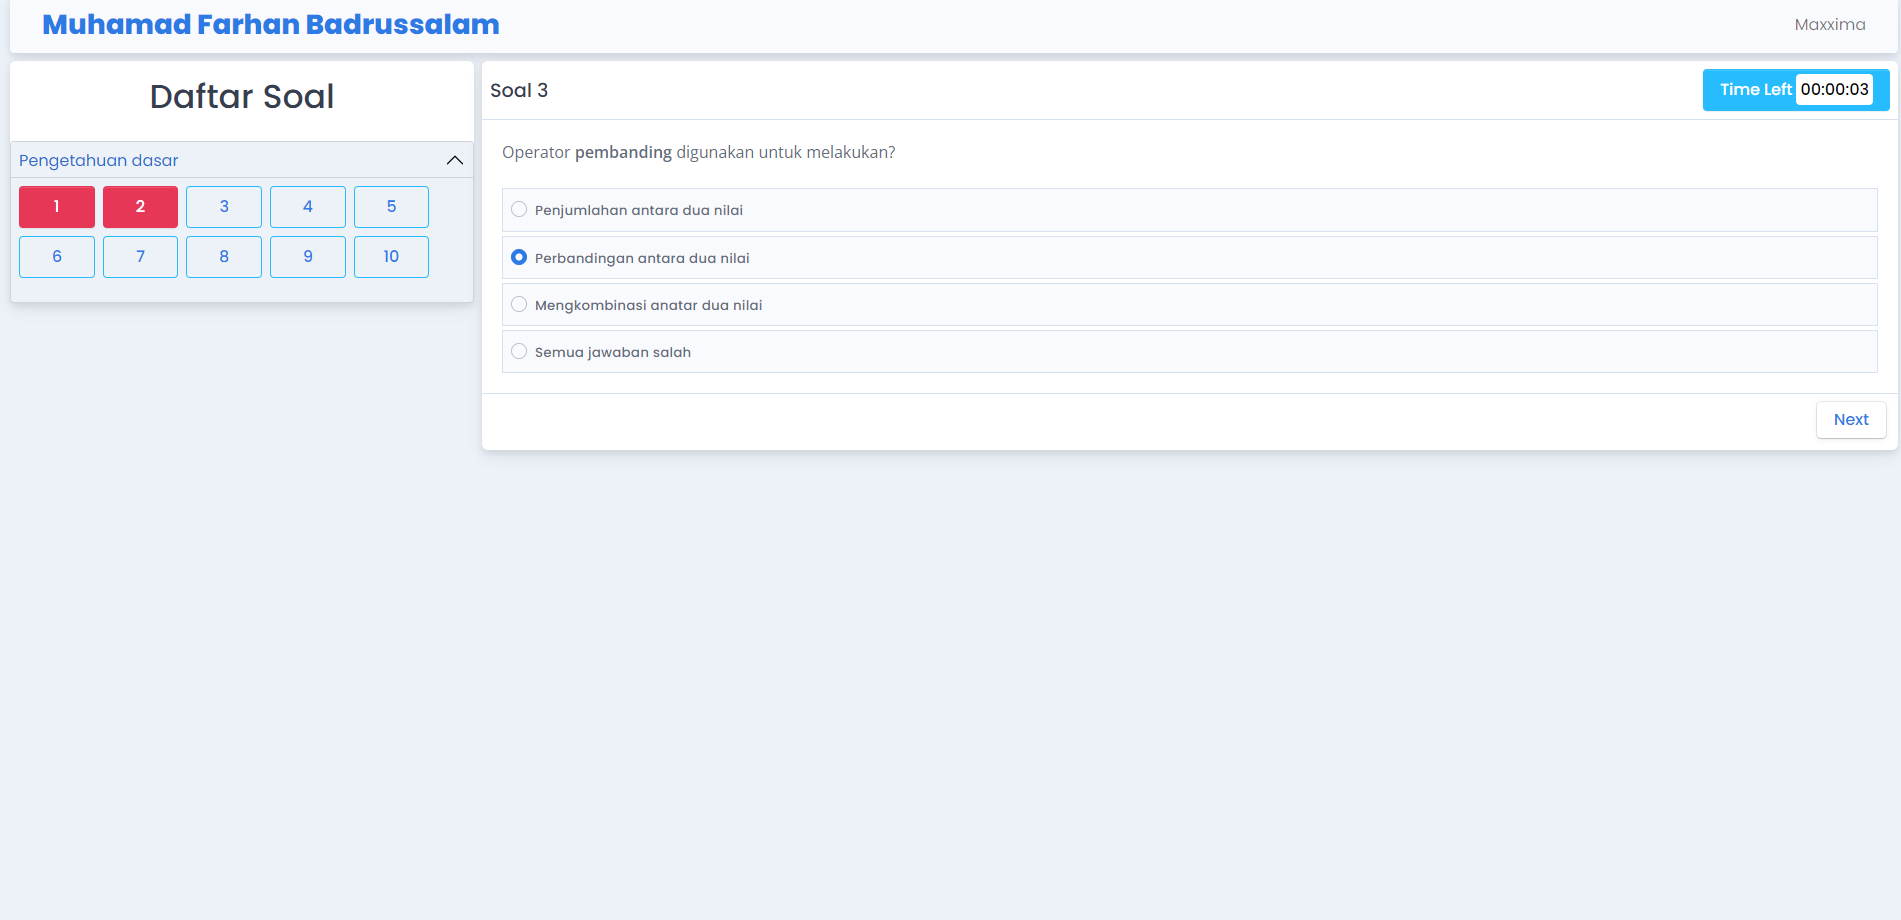 Muhamad Farhan Badrussalam
Maxxima
Daftar Soal
Pengetahuan dasar
1 2 3 4 5
6 7 8 9 10
Soal 3
Time Left 00:00:03
Operator pembanding digunakan untuk melakukan?
Penjumlahan antara dua nilai
Perbandingan antara dua nilai
Mengkombinasi anatar dua nilai
Semua jawaban salah
Next